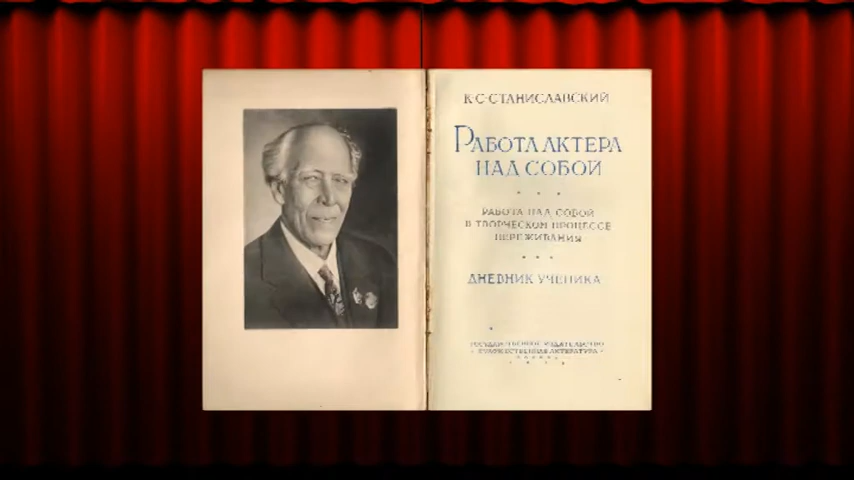 К·С·СТАНИСЛАВСКИЙ
РАБОТА АКТЕРА
НАД СОБОЙ
РАБОТА НАД СОБОЙ
В ТВОРЧЕСКОМ ПРОЦЕССЕ
ПЕРЕЖИВАНИЯ
ДНЕВНИК УЧЕНИКА
ГОСУДАРСТВЕННОЕ ИЗДАТЕЛЬСТВО
·ХУДОЖЕСТВЕННАЯ ЛИТЕРАТУРА·